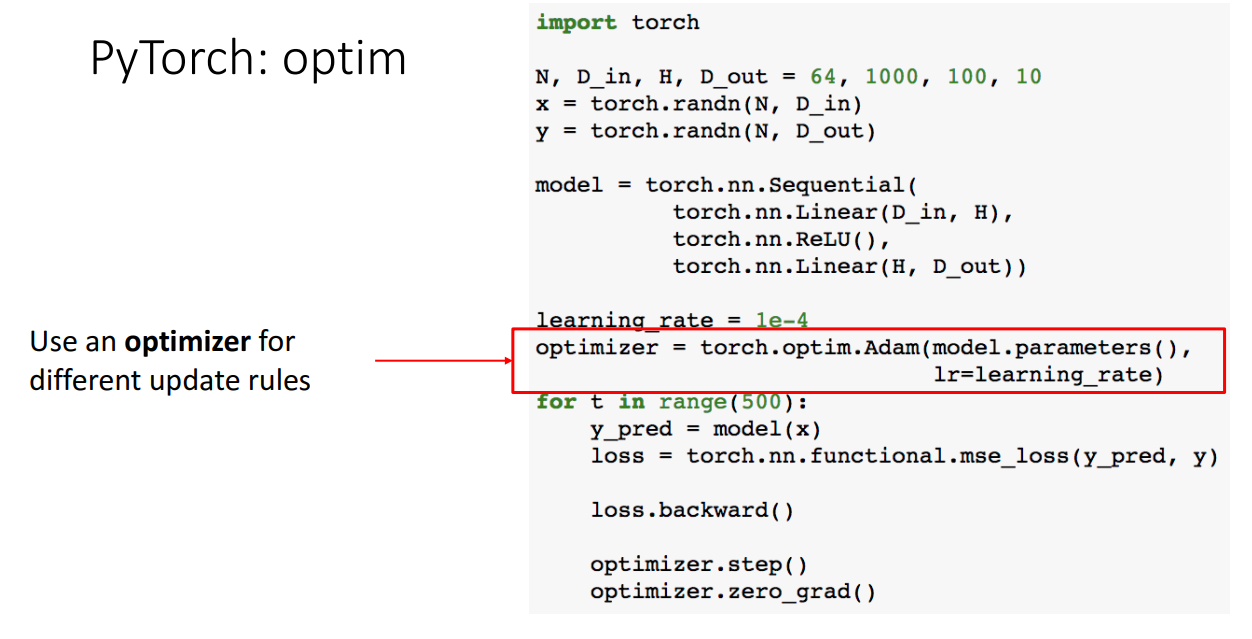 PyTorch: optim
import torch
N, D_in, H, D_out = 64, 1000, 100, 10
x = torch.randn(N, D_in)
y = torch.randn(N, D_out)
model = torch.nn.Sequential(
torch.nn.Linear(D_in, H),
torch.nn.ReLU(),
torch.nn.Linear(H, D_out))
learning_rate = 1e-4
optimizer = torch.optim.Adam(model.parameters(),
lr=learning_rate)
for t in range(500):
y_pred = model(x)
loss = torch.nn.functional.mse_loss(y_pred, y)
loss.backward()
optimizer.step()
optimizer.zero_grad()
Use an optimizer for
different update rules